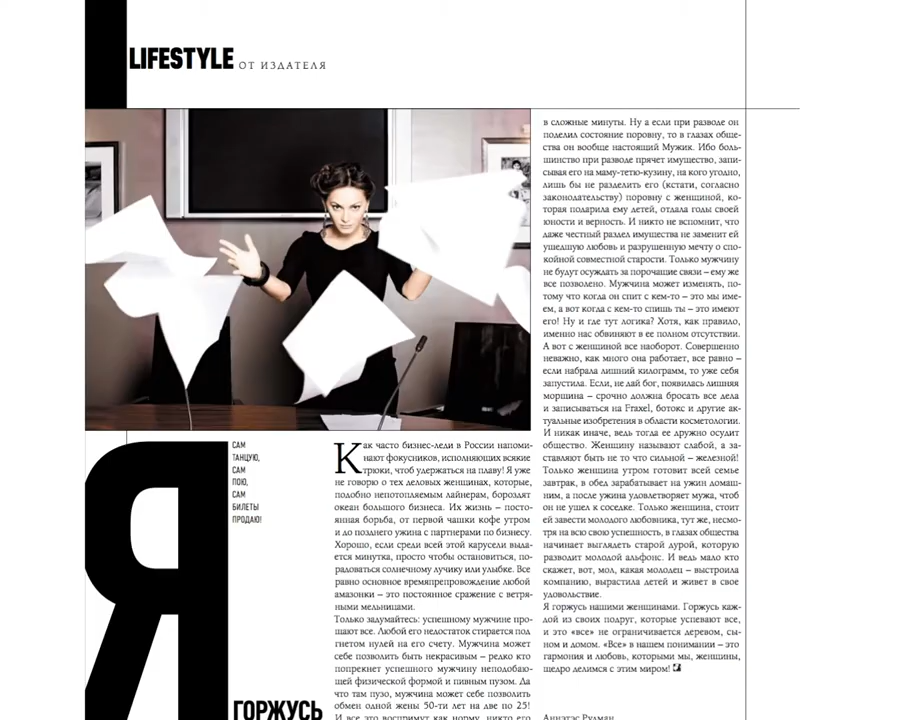 LIFESTYLE ОТ ИЗДАТЕЛЯ
Я
САМ
ТАНЦУЮ,
САМ
ПОЮ,
САМ
БИЛЕТЫ
ПРОДАЮ!
ГОРЖУСЬ
Как часто бизнес-леди в России напоми-
нают фокусников, исполняющих всякие
трюки, чтоб удержаться на плаву! Я уже
не говорю о тех деловых женщинах, которые,
подобно непотопляемым лайнерам, бороздят
океан большого бизнеса. Их жизнь – посто-
янная борьба, от первой чашки кофе утром
и до позднего ужина с партнерами по бизнесу.
Хорошо, если среди всей этой карусели выда-
ется минутка, просто чтобы остановиться, по-
радоваться солнечному лучику или улыбке. Все
равно основное времяпрепровождение любой
амазонки – это постоянное сражение с ветря-
ными мельницами.
Только задумайтесь: успешному мужчине про-
щают все. Любой его недостаток стирается под
гнетом нулей на его счету. Мужчина может
себе позволить быть некрасивым – редко кто
попрекнет успешного мужчину неподобаю-
щей физической формой и пивным пузом. Да
что там пузо, мужчина может себе позволить
обмен одной жены 50-ти лет на две по 25!
И все это воспримут как норму, никто его
в сложные минуты. Ну а если при разводе он
поделил состояние поровну, то в глазах обще-
ства он вообще настоящий Мужик. Ибо боль-
шинство при разводе прячет имущество, запи-
сывая его на маму-тетю-кузину, на кого угодно,
лишь бы не разделить его (кстати, согласно
законодательству) поровну с женщиной, ко-
торая подарила ему детей, отдала годы своей
юности и верность. И никто не вспомнит, что
даже честный раздел имущества не заменит ей
ушедшую любовь и разрушенную мечту о спо-
койной совместной старости. Только мужчину
не будут осуждать за порочащие связи – ему же
все позволено. Мужчина может изменять, по-
тому что когда он спит с кем-то – это мы име-
ем, а вот когда с кем-то спишь ты – это имеют
его! Ну и где тут логика? Хотя, как правило,
именно нас обвиняют в ее полном отсутствии.
А вот с женщиной все наоборот. Совершенно
неважно, как много она работает, все равно –
если набрала лишний килограмм, то уже себя
запустила. Если, не дай бог, появилась лишняя
морщина – срочно должна бросать все дела
и записываться на Fraxel, ботокс и другие ак-
туальные изобретения в области косметологии.
И никак иначе, ведь тогда ее дружно осудит
общество. Женщину называют слабой, а за-
ставляют быть не то что сильной – железной!
Только женщина утром готовит всей семье
завтрак, в обед зарабатывает на ужин домаш-
ним, а после ужина удовлетворяет мужа, чтоб
он не ушел к соседке. Только женщина, стоит
ей завести молодого любовника, тут же, несмо-
тря на всю свою успешность, в глазах общества
начинает выглядеть старой дурой, которую
разводит молодой альфонс. И ведь мало кто
скажет, вот, мол, какая молодец – выстроила
компанию, вырастила детей и живет в свое
удовольствие.
Я горжусь нашими женщинами. Горжусь каж-
дой из своих подруг, которые успевают все,
и это «все» не ограничивается деревом, сы-
ном и домом. «Все» в нашем понимании – это
гармония и любовь, которыми мы, женщины,
щедро делимся с этим миром!
Аннэтэс Рудман